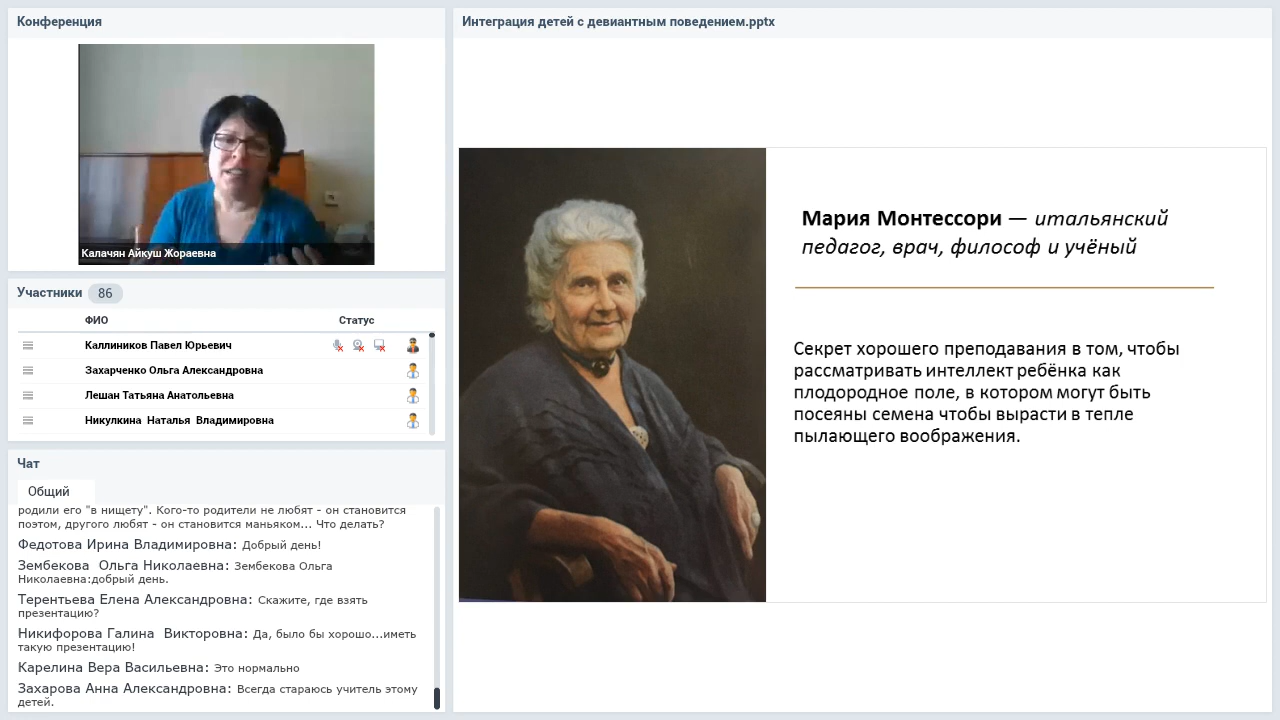 Конференция
Калачян Айкуш Жораевна
Участники 86
ФИО Статус
Каллиников Павел Юрьевич
Захарченко Ольга Александровна
Лешан Татьяна Анатольевна
Никулкина Наталья Владимировна
Чат
Общий
родили его "в нищету". Кого-то родители не любят - он становится
поэтом, другого любят - он становится маньяком... Что делать?
Федотова Ирина Владимировна: Добрый день!
Зембекова Ольга Николаевна: Зембекова Ольга
Николаевна:добрый день.
Терентьева Елена Александровна: Скажите, где взять
презентацию?
Никифорова Галина Викторовна: Да, было бы хорошо...иметь
такую презентацию!
Карелина Вера Васильевна: Это нормально
Захарова Анна Александровна: Всегда стараюсь учитель этому
детей.
Интеграция детей с девиантным поведением.pptx
Мария Монтессори — итальянский
педагог, врач, философ и учёный
Секрет хорошего преподавания в том, чтобы
рассматривать интеллект ребёнка как
плодородное поле, в котором могут быть
посеяны семена чтобы вырасти в тепле
пылающего воображения.